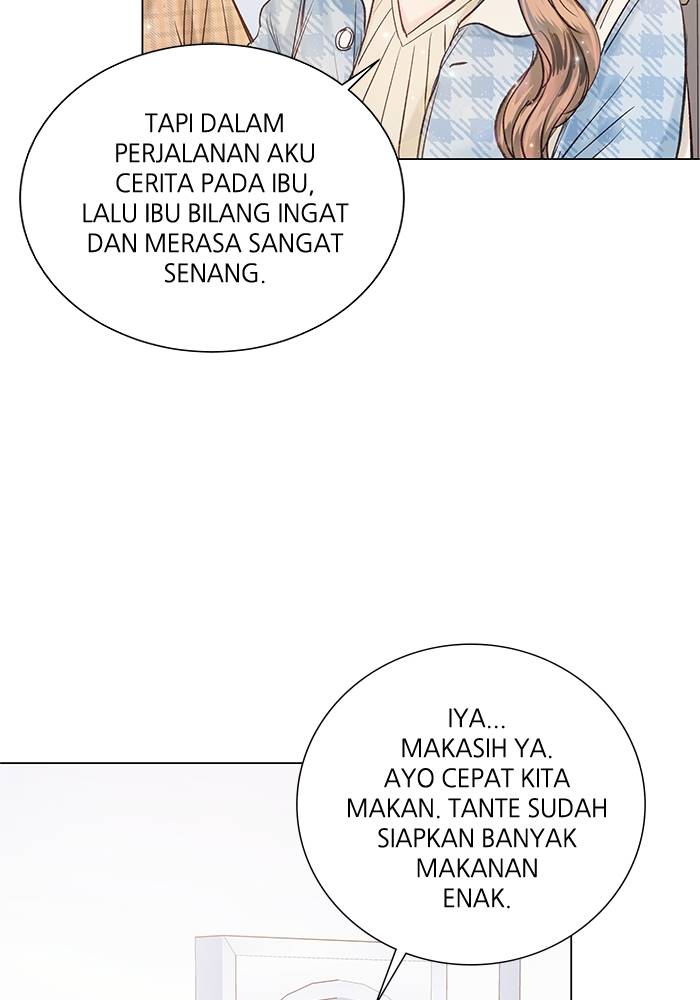 TAPI DALAM
PERJALANAN AKU
CERITA PADA IBU,
LALU IBU BILANG INGAT
DAN MERASA SANGAT
SENANG.
IYA...
MAKASIH YA.
AYO CEPAT KITA
MAKAN. TANTE SUDAH
SIAPKAN BANYAK
MAKANAN
ENAK.